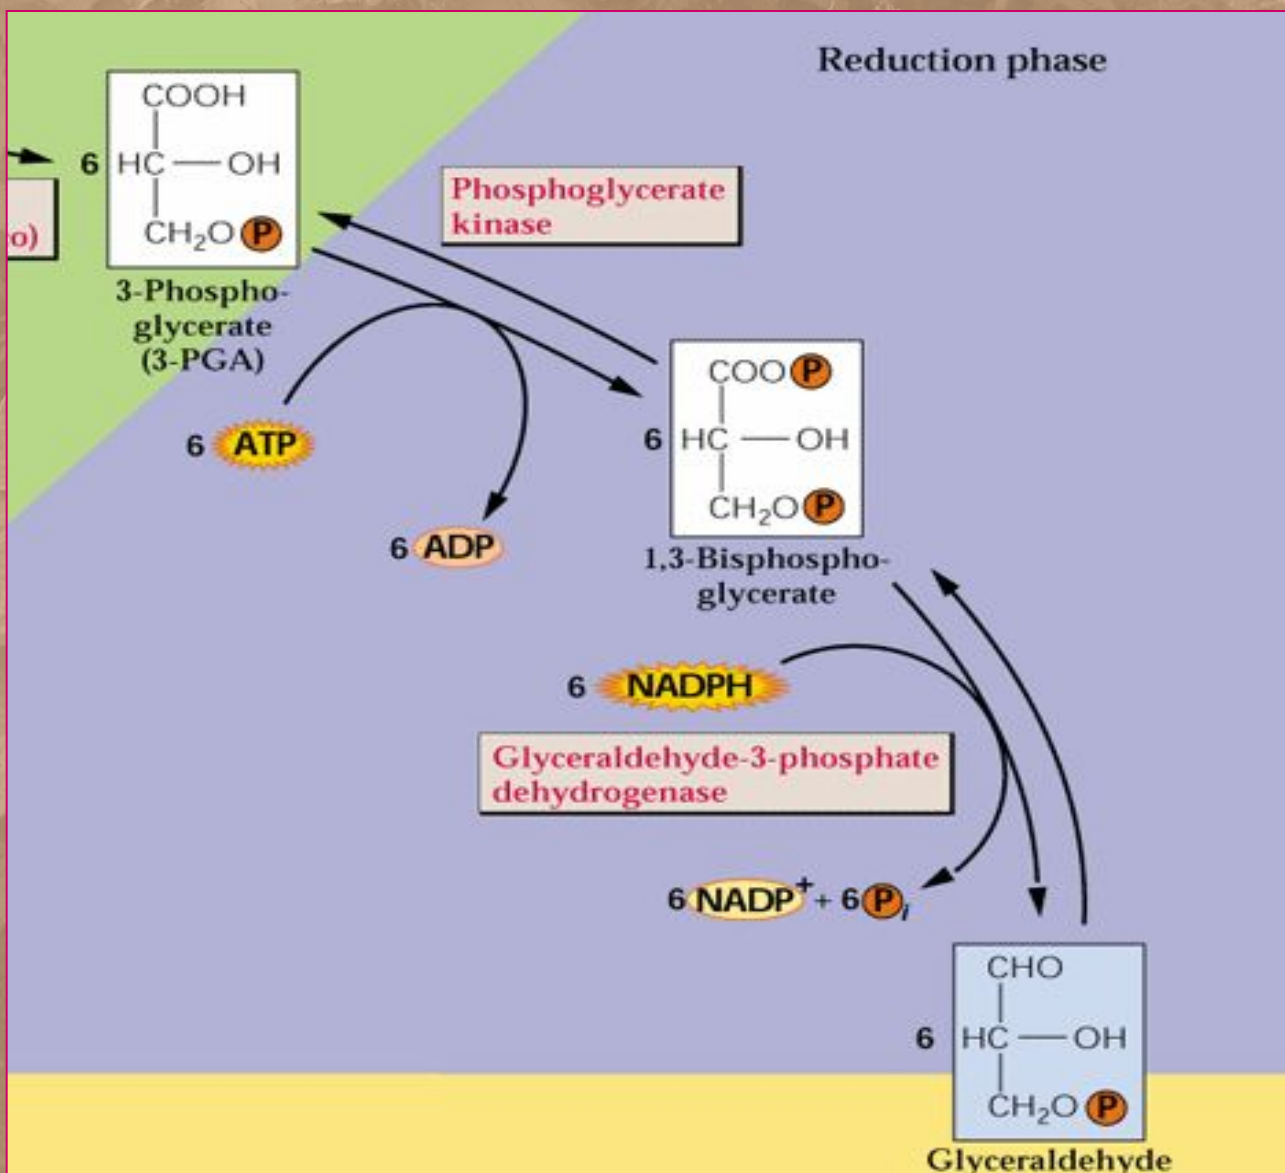 Reduction phase
COOH
6 HC — OH
CH₂O P
o)
3-Phospho-
glycerate
(3-PGA)
Phosphoglycerate
kinase
6 ATP
6 ADP
COO P
6 HC — OH
CH₂O P
1,3-Bisphospho-
glycerate
6 NADPH
Glyceraldehyde-3-phosphate
dehydrogenase
6 NADP⁺ + 6 Pi
CHO
6 HC — OH
CH₂O P
Glyceraldehyde